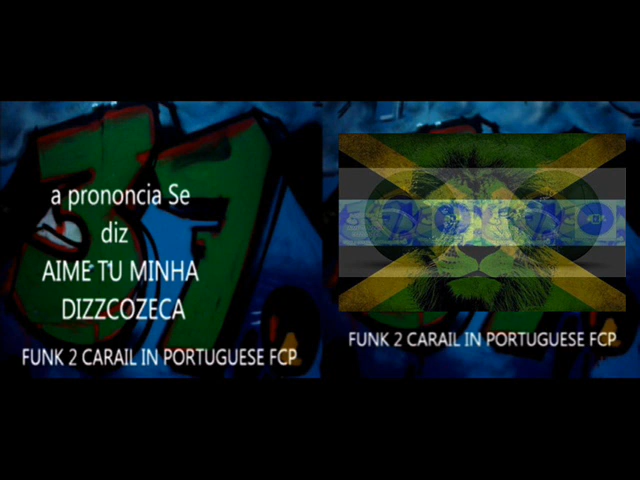 a prononcia Se
diz
AIME TU MINHA
DIZZCOZECA
FUNK 2 CARAIL IN PORTUGUESE FCP
FUNK 2 CARAIL IN PORTUGUESE FCP
37